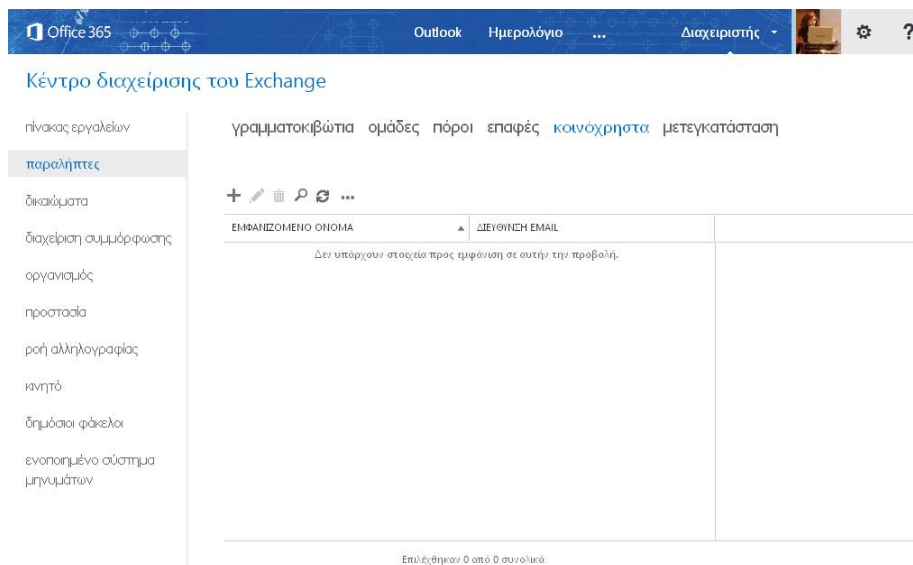 Office 365 Outlook Ημερολόγιο ... Διαχειριστής ?
Κέντρο διαχείρισης του Exchange
πίνακας εργαλείων
παραλήπτες
δικαιώματα
διαχείριση συμμόρφωσης
οργανισμός
προστασία
ροή αλληλογραφίας
κινητό
δημόσιοι φάκελοι
ενοποιημένο σύστημα
μηνυμάτων
γραμματοκιβώτια ομάδες πόροι επαφές κοινόχρηστα μετεγκατάσταση
ΕΜΦΑΝΙΖΟΜΕΝΟ ΟΝΟΜΑ ΔΙΕΥΘΥΝΣΗ EMAIL
Δεν υπάρχουν στοιχεία προς εμφάνιση σε αυτήν την προβολή.
Επιλέχθηκαν 0 από 0 συνολικά